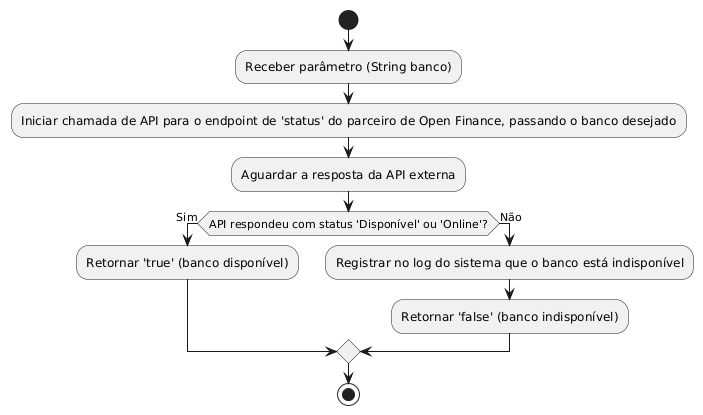 Receber parâmetro (String banco)
Iniciar chamada de API para o endpoint de 'status' do parceiro de Open Finance, passando o banco desejado
Aguardar a resposta da API externa
API respondeu com status 'Disponível' ou 'Online'?
Sim
Não
Retornar 'true' (banco disponível)
Registrar no log do sistema que o banco está indisponível
Retornar 'false' (banco indisponível)